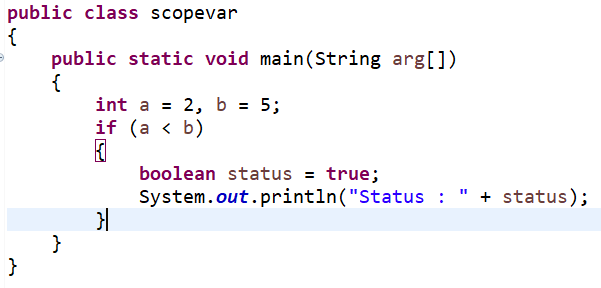 public class scopevar
{
public static void main(String arg[])
{
int a = 2, b = 5;
if (a < b)
{
boolean status = true;
System.out.println("Status : " + status);
}
}
}